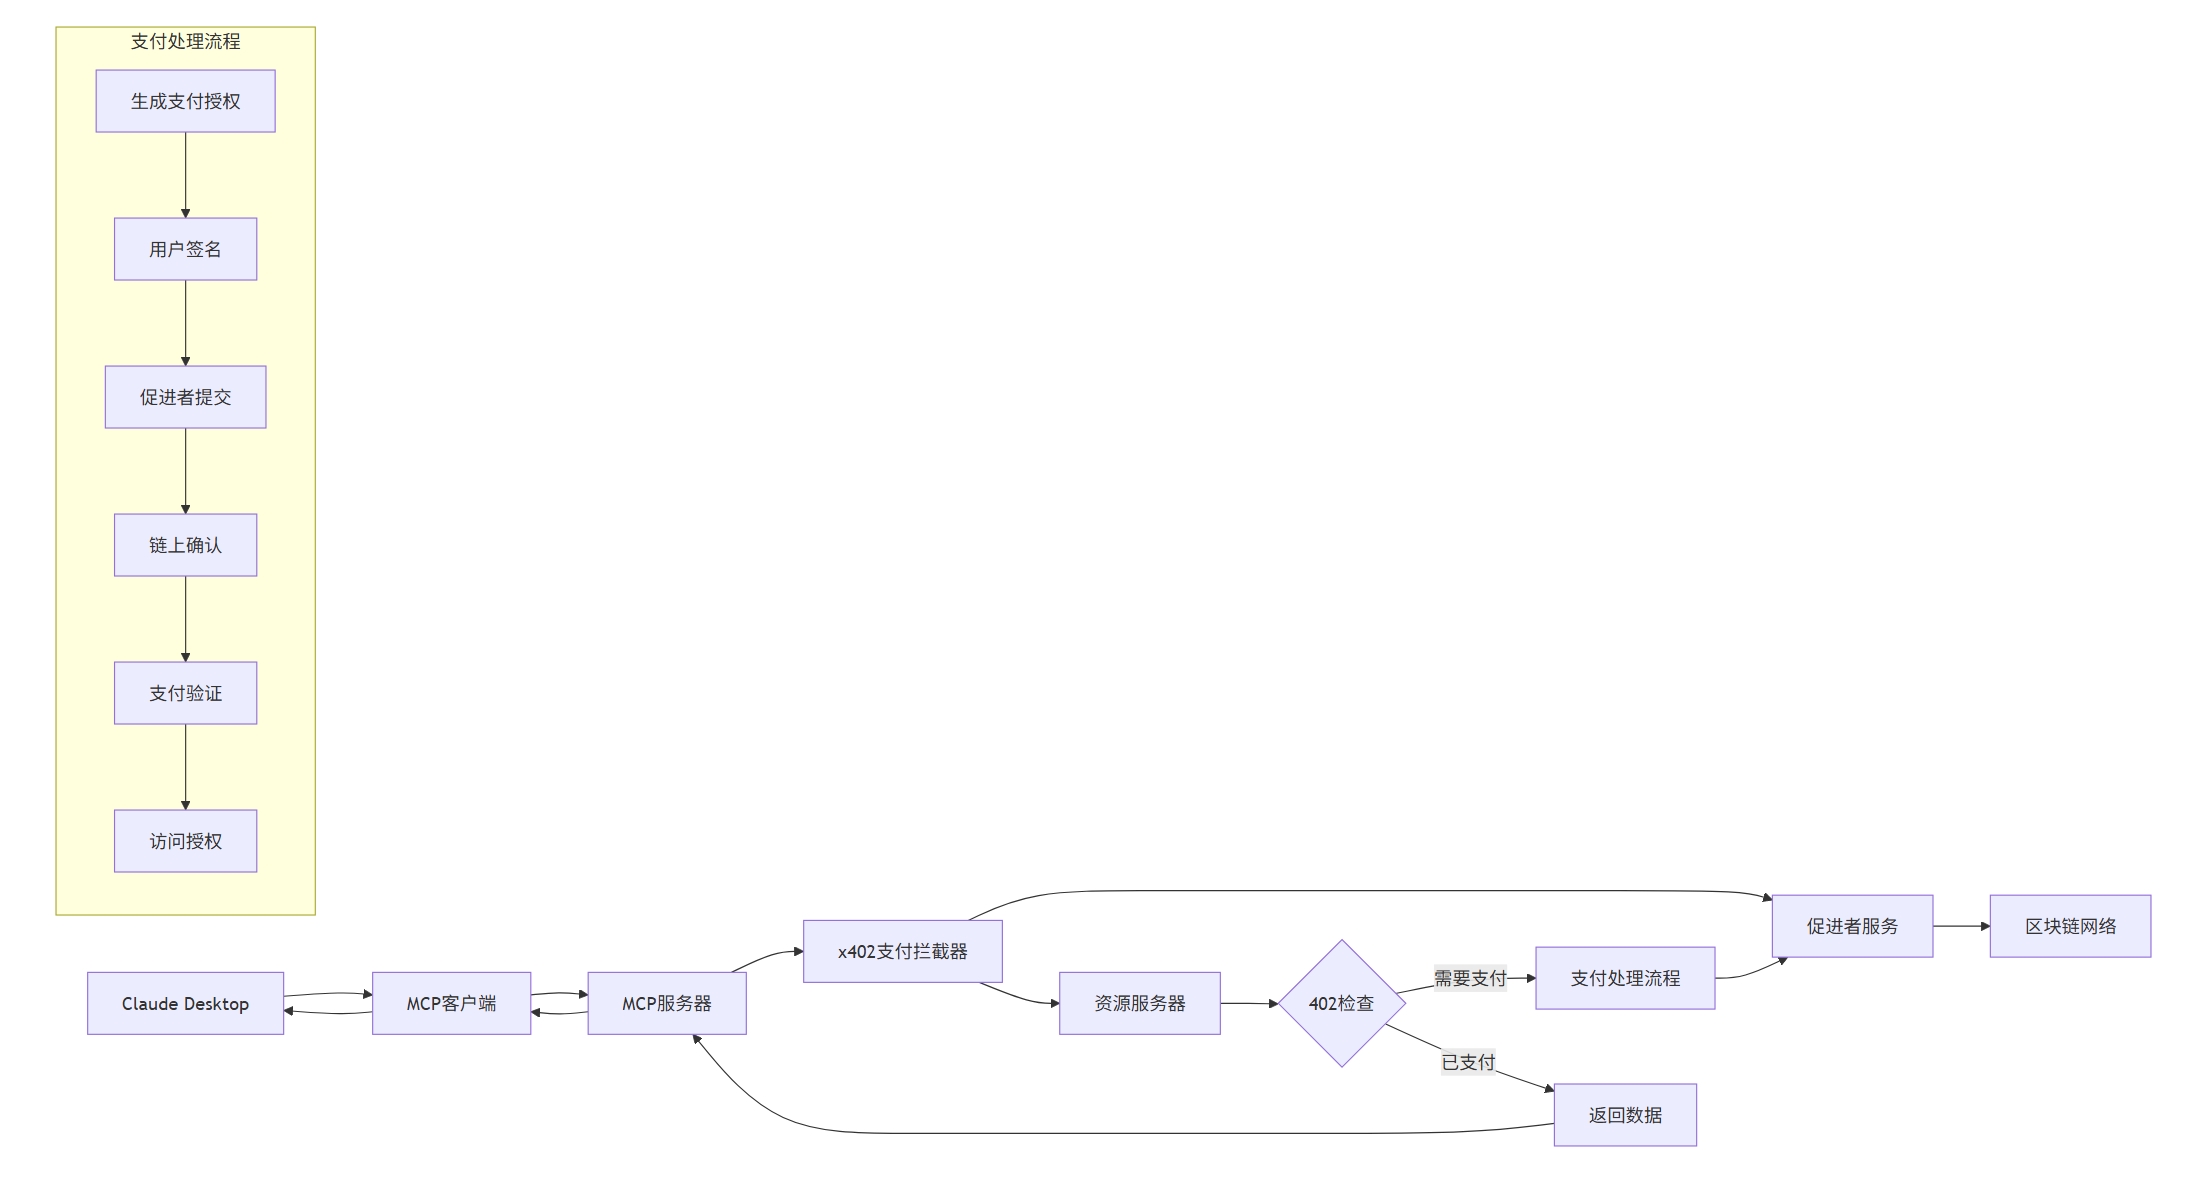 支付处理流程
生成支付授权
用户签名
促进者提交
链上确认
支付验证
访问授权
Claude Desktop
MCP客户端
MCP服务器
x402支付拦截器
资源服务器
402检查
需要支付
已支付
支付处理流程
返回数据
促进者服务
区块链网络